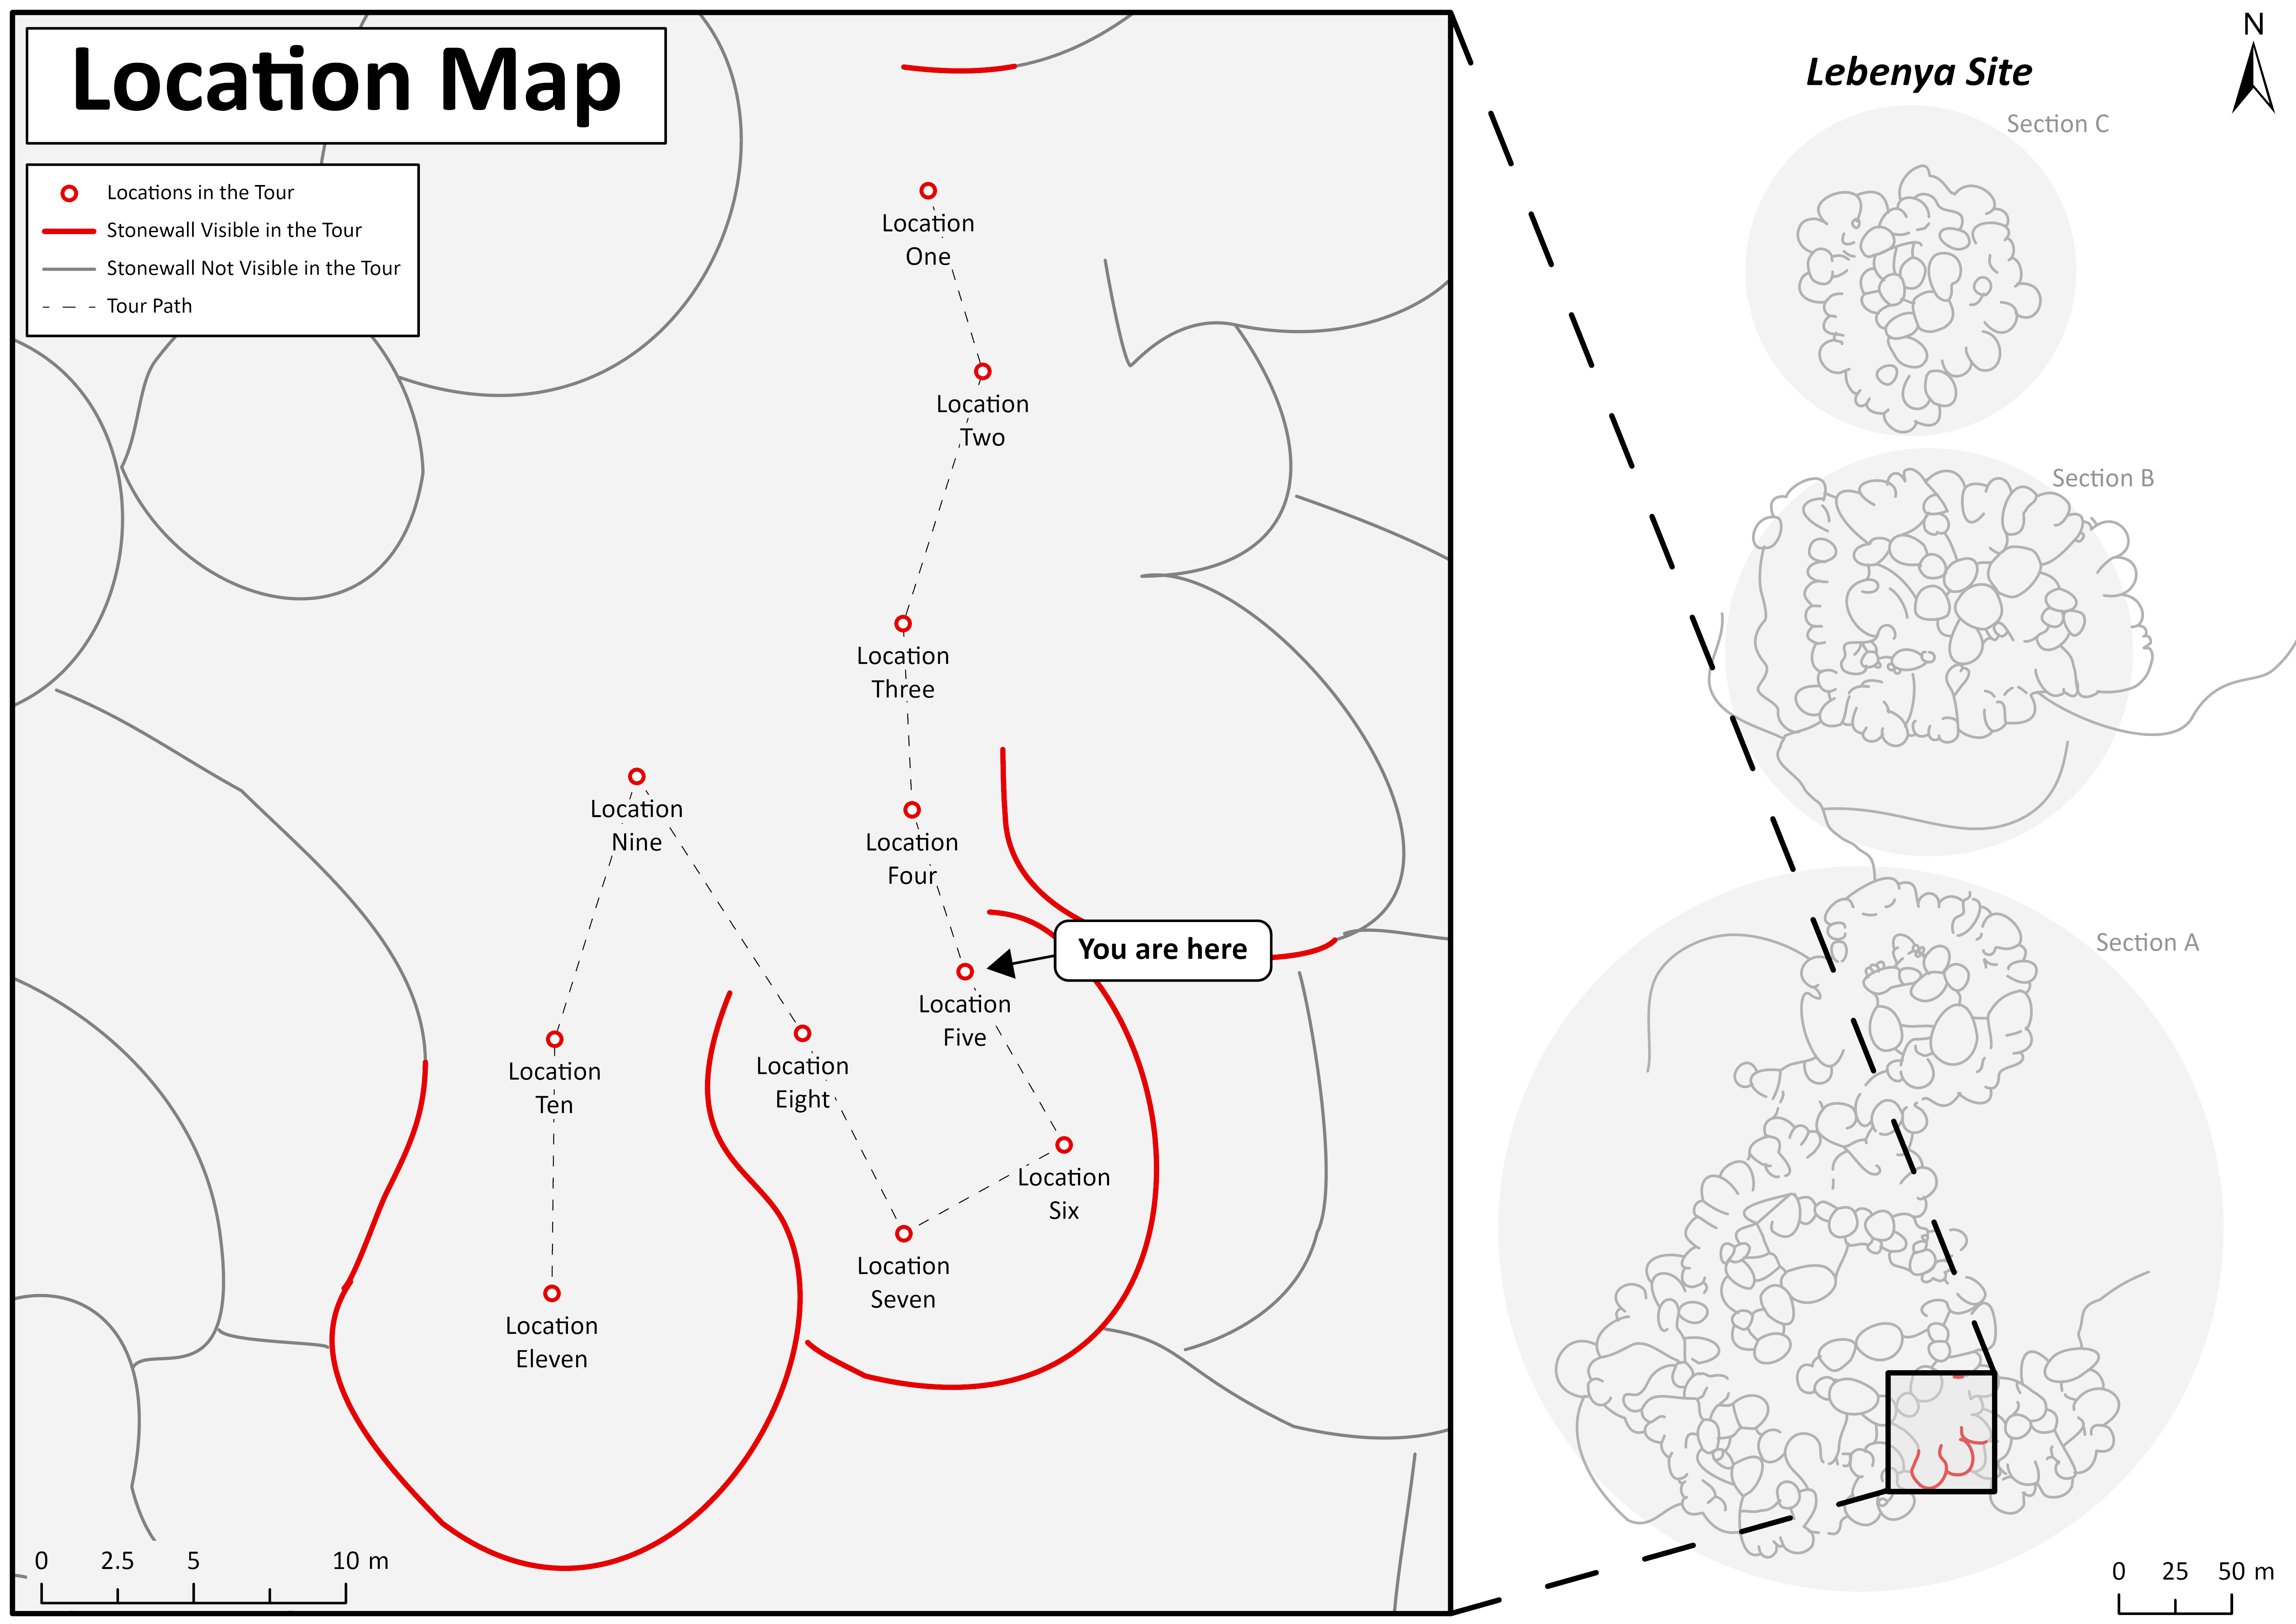 Location Map
Locations in the Tour
Stonewall Visible in the Tour
Stonewall Not Visible in the Tour
Tour Path
Location
One
Location
Two
Location
Three
Location
Four
Location
Nine
You are here
Location
Five
Location
Ten
Location
Eight
Location
Six
Location
Seven
Location
Eleven
0 2.5 5 10 m
N
Lebenya Site
Section C
Section B
Section A
0 25 50 m